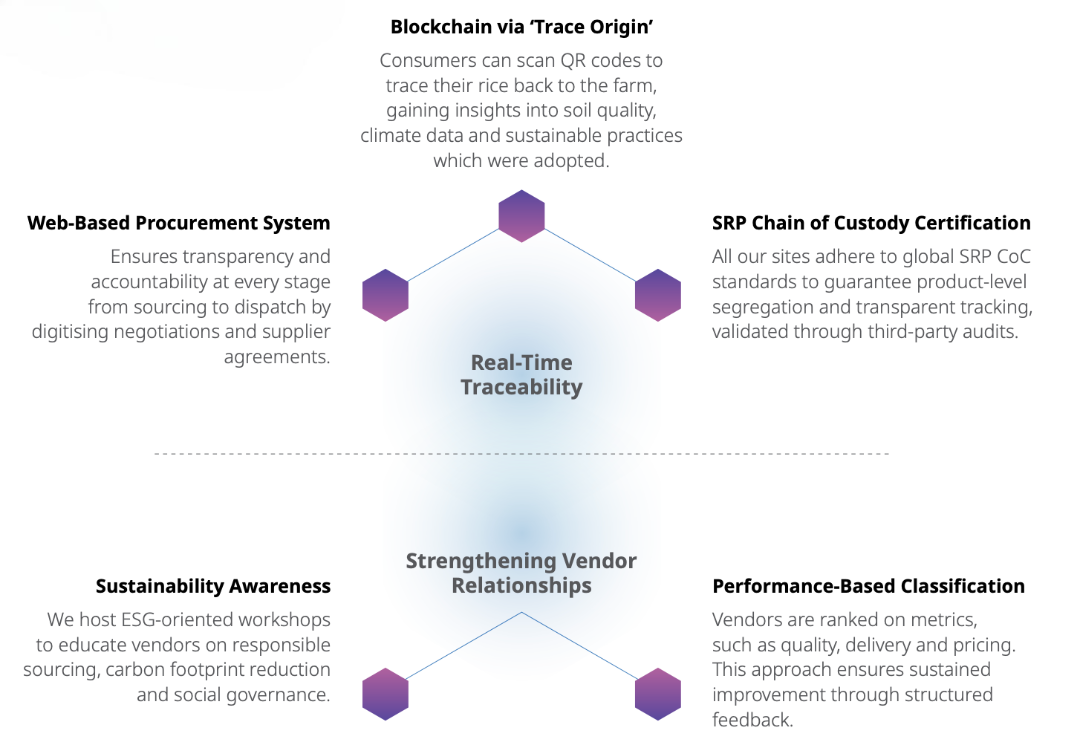 Blockchain via ‘Trace Origin’
Consumers can scan QR codes to
trace their rice back to the farm,
gaining insights into soil quality,
climate data and sustainable practices
which were adopted.
Web-Based Procurement System
Ensures transparency and
accountability at every stage
from sourcing to dispatch by
digitising negotiations and supplier
agreements.
SRP Chain of Custody Certification
All our sites adhere to global SRP CoC
standards to guarantee product-level
segregation and transparent tracking,
validated through third-party audits.
Real-Time
Traceability
Strengthening Vendor
Relationships
Sustainability Awareness
We host ESG-oriented workshops
to educate vendors on responsible
sourcing, carbon footprint reduction
and social governance.
Performance-Based Classification
Vendors are ranked on metrics,
such as quality, delivery and pricing.
This approach ensures sustained
improvement through structured
feedback.